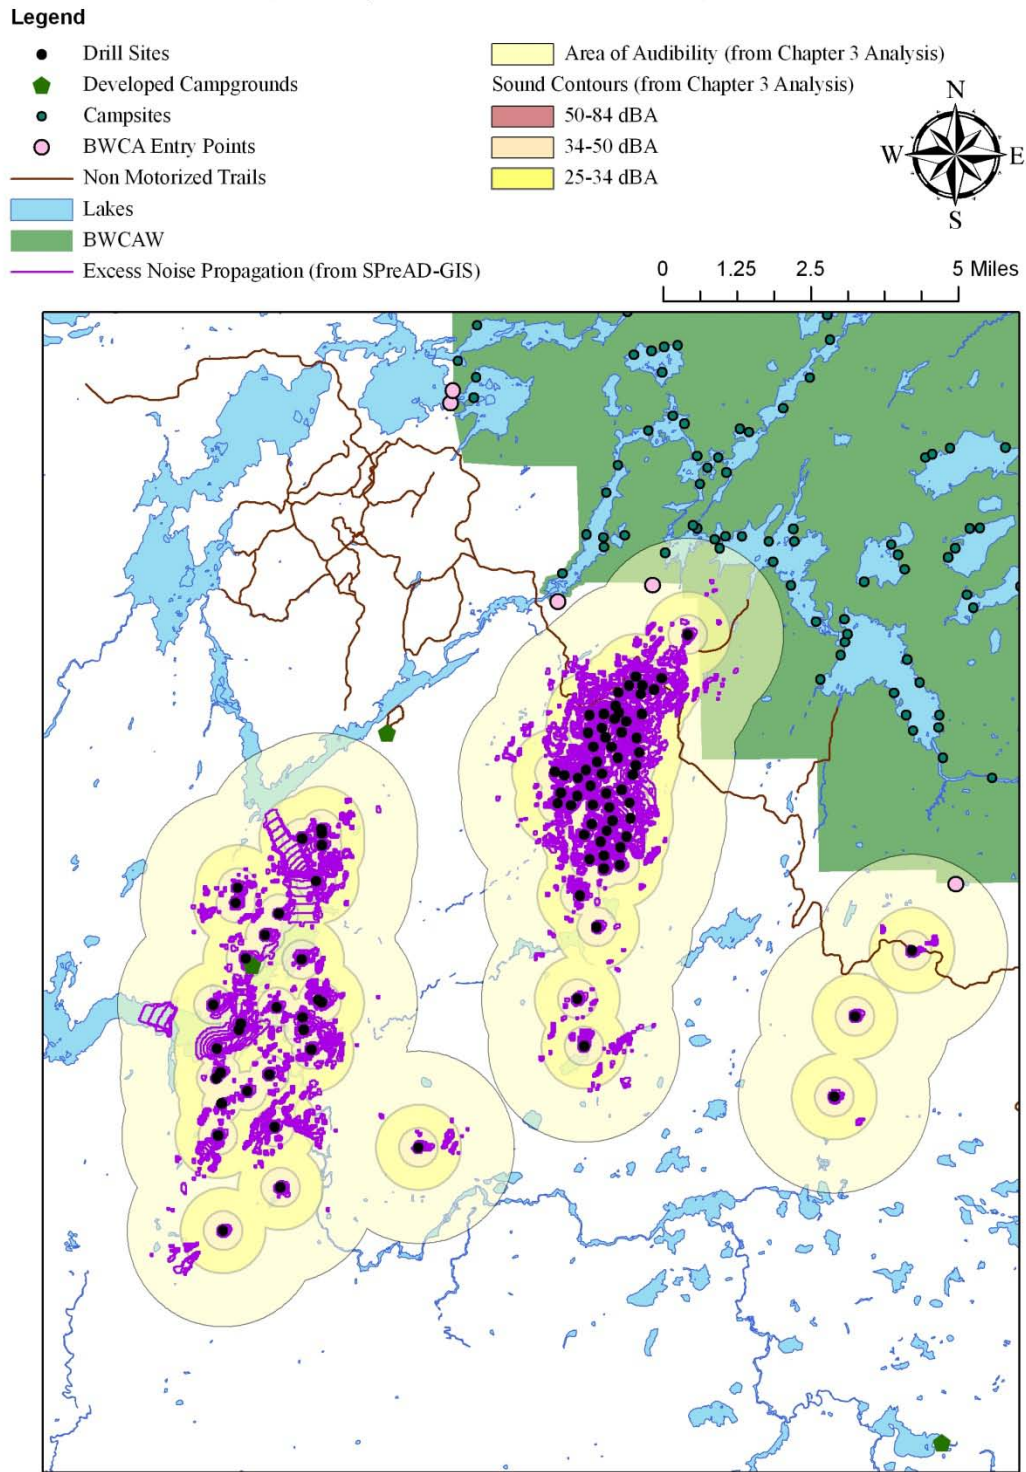 Legend
Drill Sites
Developed Campgrounds
Campsites
BWCA Entry Points
Non Motorized Trails
Lakes
BWCAW
Excess Noise Propagation (from SPreAD-GIS)
Area of Audibility (from Chapter 3 Analysis)
Sound Contours (from Chapter 3 Analysis)
50-84 dBA
34-50 dBA
25-34 dBA
N
W E
S
0 1.25 2.5 5 Miles